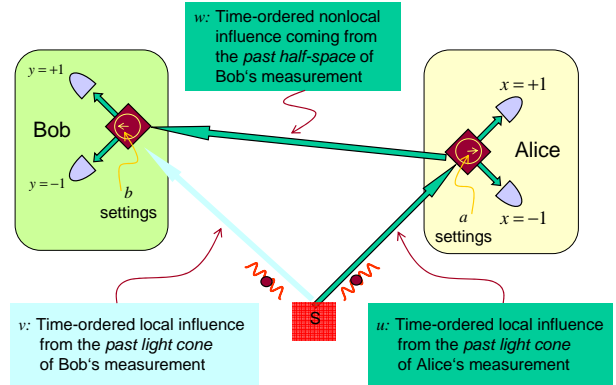 w: Time-ordered nonlocal
influence coming from
the past half-space of
Bob's measurement
y = +1
Bob
y = −1
b
settings
x = +1
Alice
x = −1
a
settings
S
v: Time-ordered local influence
from the past light cone
of Bob's measurement
u: Time-ordered local influence
from the past light cone
of Alice's measurement